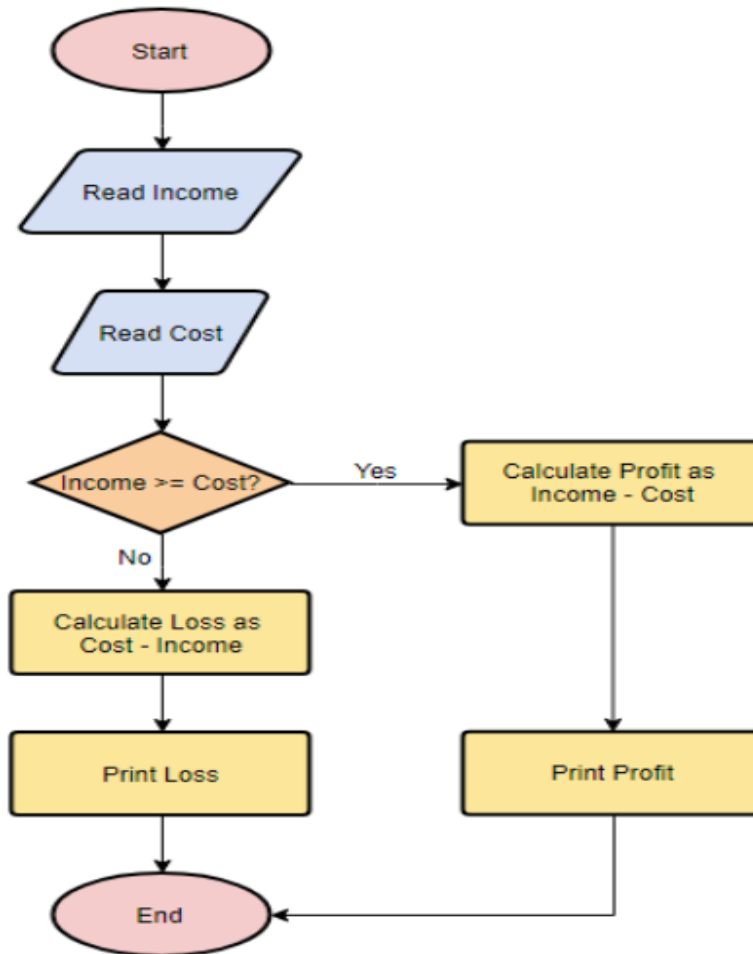 Start
Read Income
Read Cost
Income >= Cost?
Yes
Calculate Profit as
Income - Cost
No
Calculate Loss as
Cost - Income
Print Loss
Print Profit
End